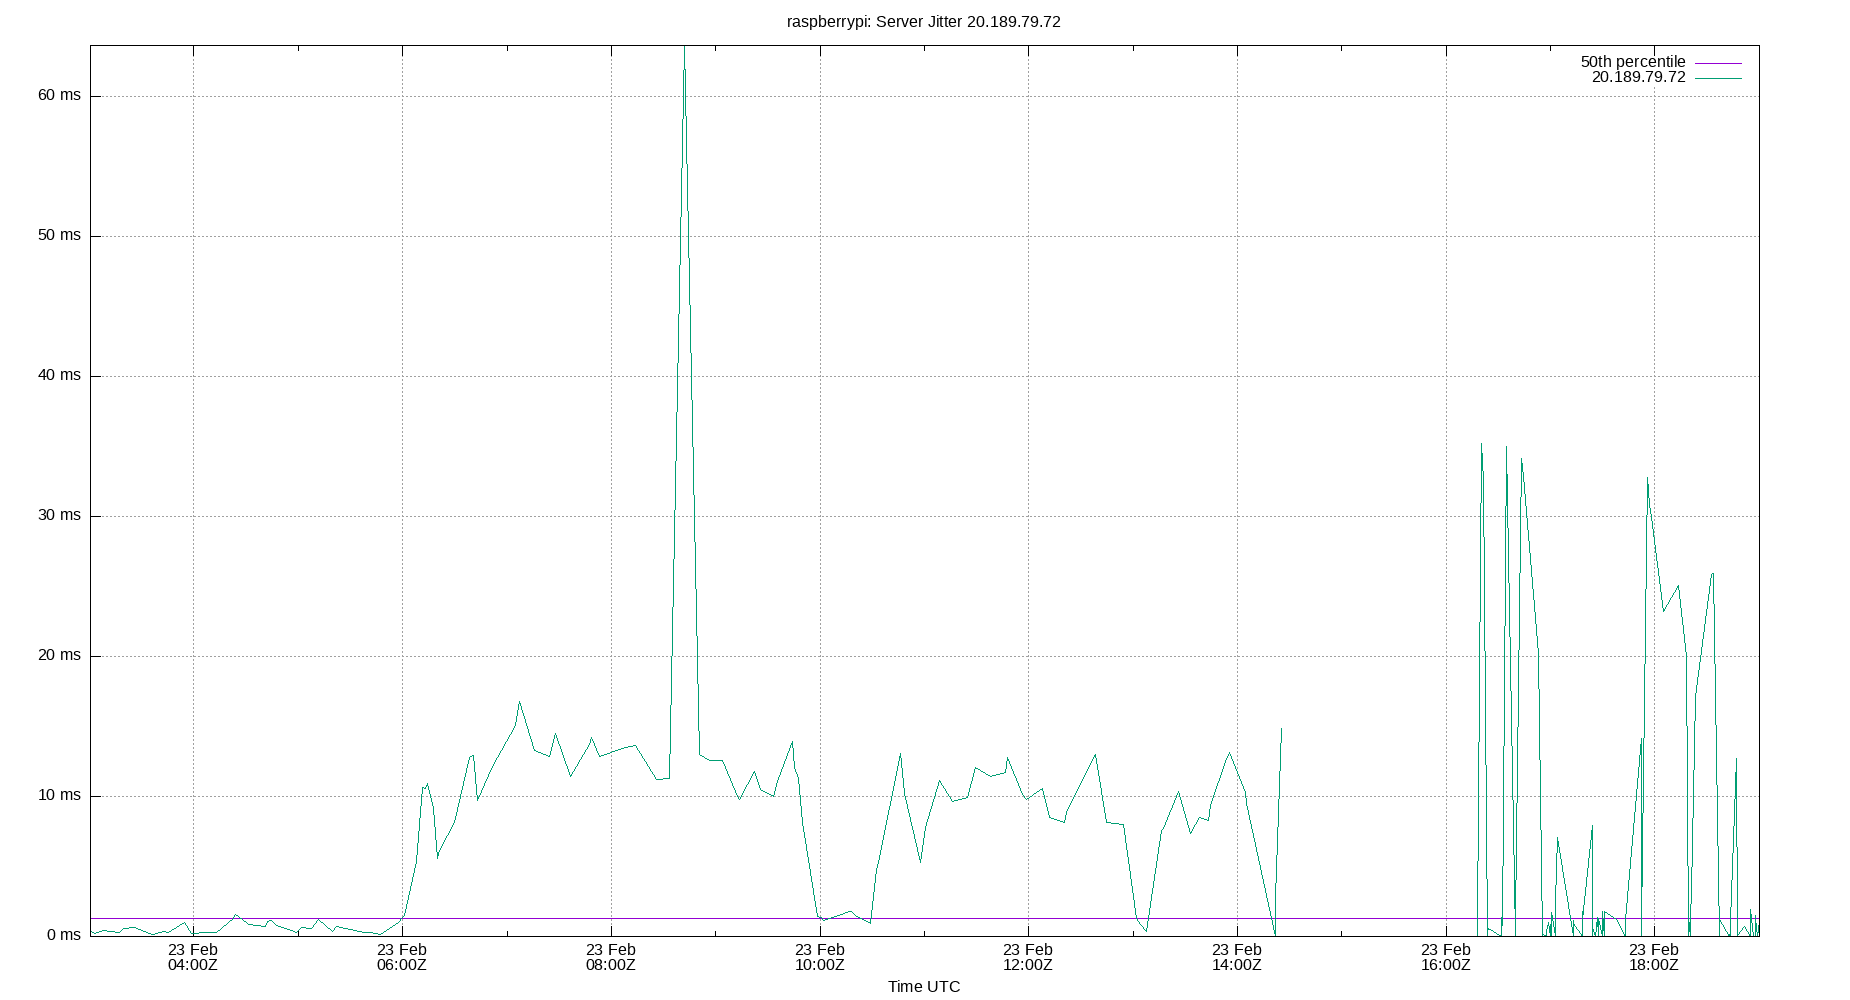 raspberrypi: Server Jitter 20.189.79.72
50th percentile
20.189.79.72
60 ms
50 ms
40 ms
30 ms
20 ms
10 ms
0 ms
23 Feb 23 Feb 23 Feb 23 Feb 23 Feb 23 Feb 23 Feb 23 Feb
04:00Z 06:00Z 08:00Z 10:00Z 12:00Z 14:00Z 16:00Z 18:00Z
Time UTC